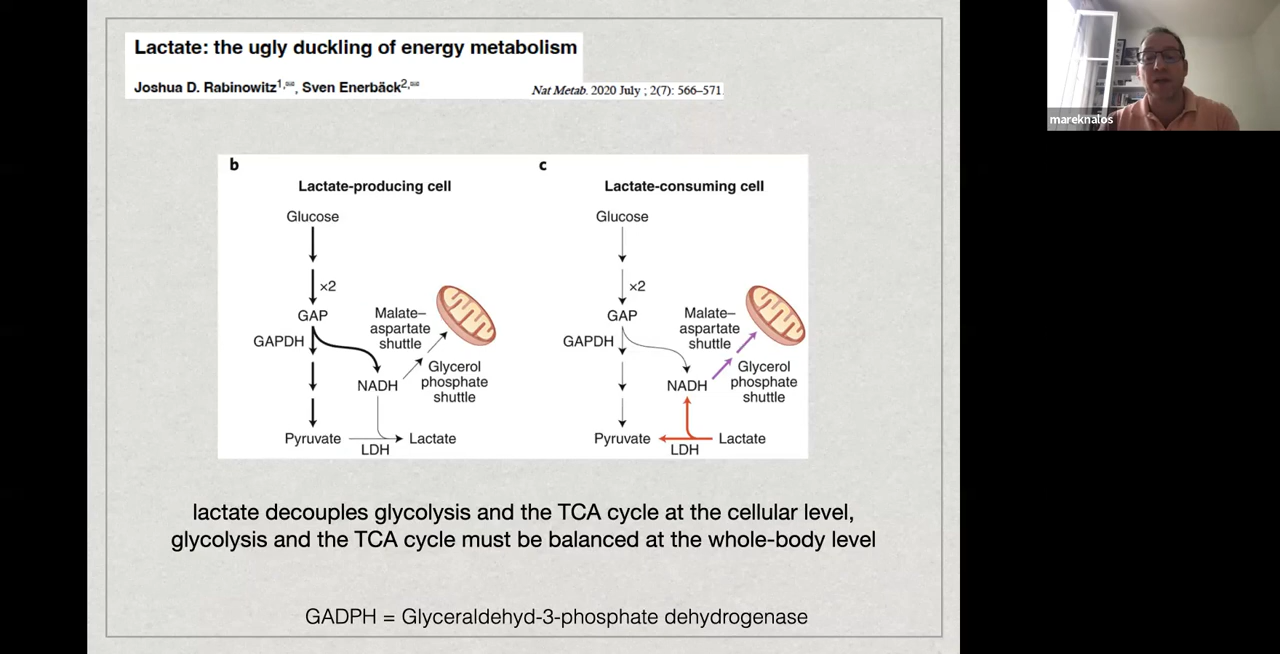 Lactate: the ugly duckling of energy metabolism
Joshua D. Rabinowitz1,✉, Sven Enerbäck2,✉
Nat Metab. 2020 July ; 2(7): 566–571
mareknalos
b
Lactate-producing cell
Glucose
×2
GAP
GAPDH
Malate–
aspartate
shuttle
NADH
Glycerol
phosphate
shuttle
Pyruvate
Lactate
LDH
c
Lactate-consuming cell
Glucose
×2
GAP
GAPDH
Malate–
aspartate
shuttle
NADH
Glycerol
phosphate
shuttle
Pyruvate
Lactate
LDH
lactate decouples glycolysis and the TCA cycle at the cellular level,
glycolysis and the TCA cycle must be balanced at the whole-body level
GADPH = Glyceraldehyd-3-phosphate dehydrogenase